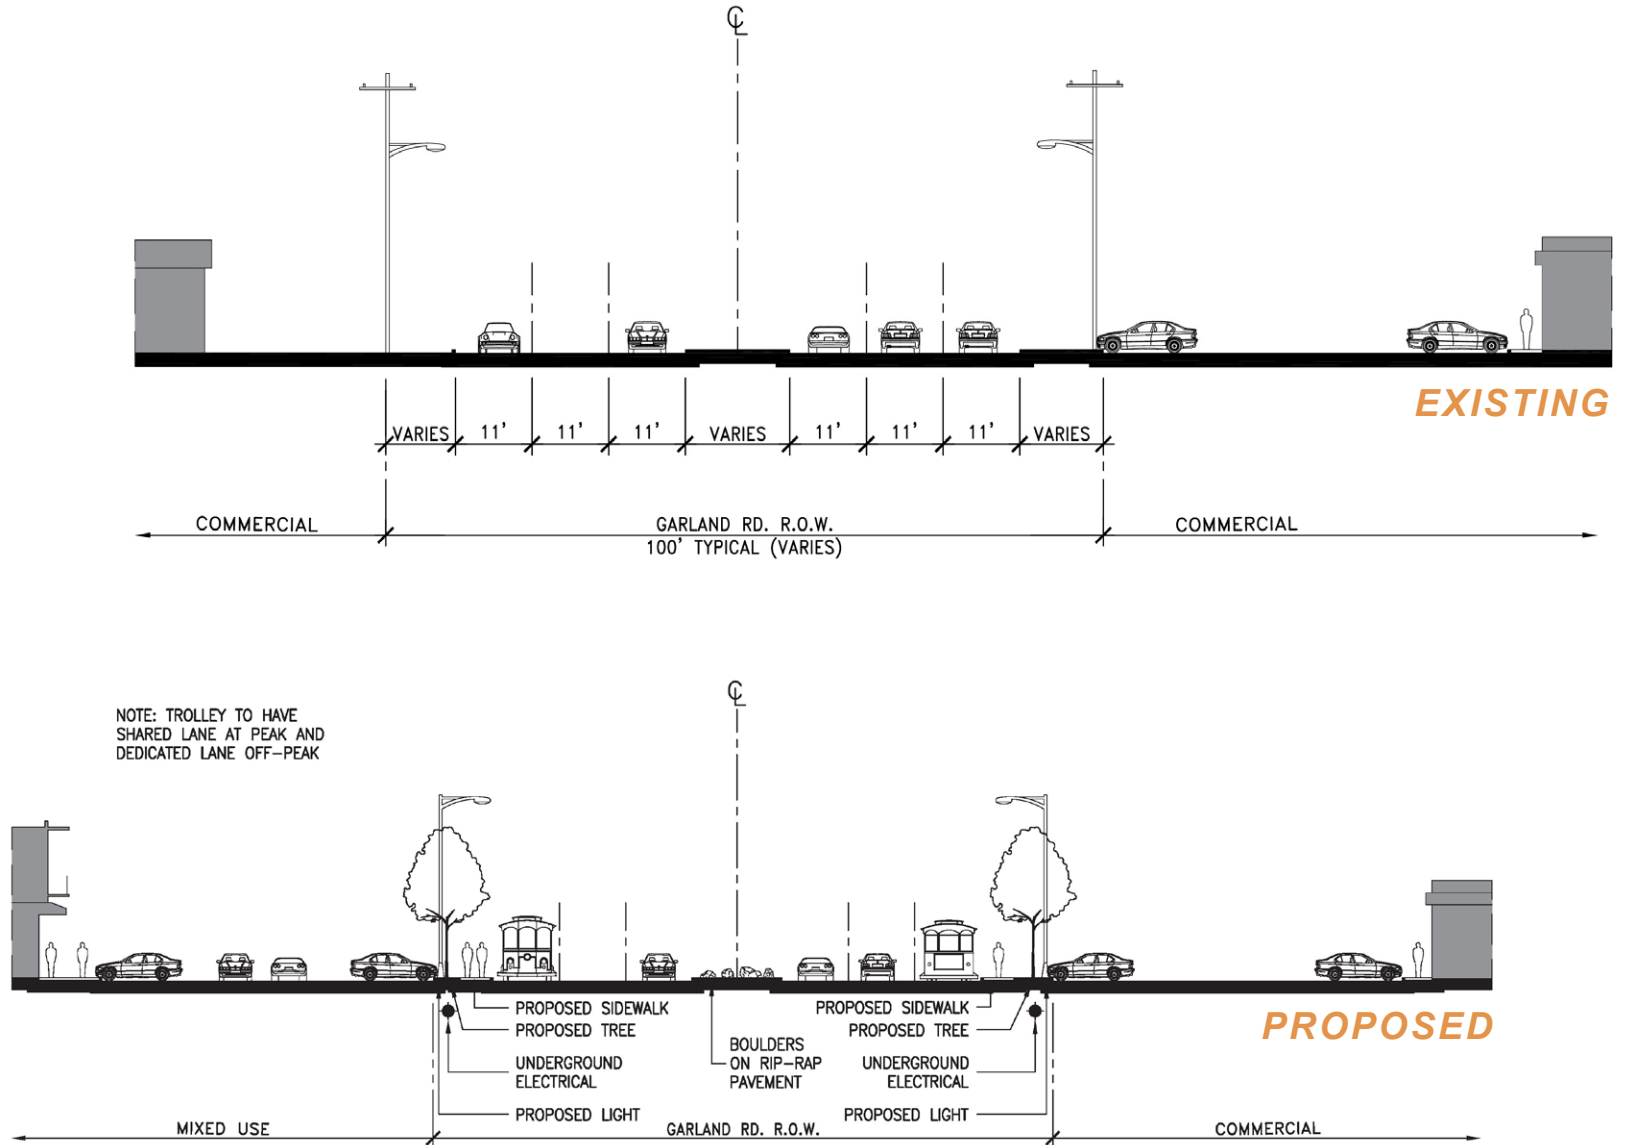 ℄
EXISTING
VARIES 11' 11' 11' VARIES 11' 11' 11' VARIES
COMMERCIAL GARLAND RD. R.O.W. COMMERCIAL
100' TYPICAL (VARIES)
℄
NOTE: TROLLEY TO HAVE
SHARED LANE AT PEAK AND
DEDICATED LANE OFF-PEAK
PROPOSED SIDEWALK
PROPOSED TREE
UNDERGROUND
ELECTRICAL
PROPOSED LIGHT
BOULDERS
ON RIP-RAP
PAVEMENT
PROPOSED SIDEWALK
PROPOSED TREE
UNDERGROUND
ELECTRICAL
PROPOSED LIGHT
PROPOSED
MIXED USE GARLAND RD. R.O.W. COMMERCIAL